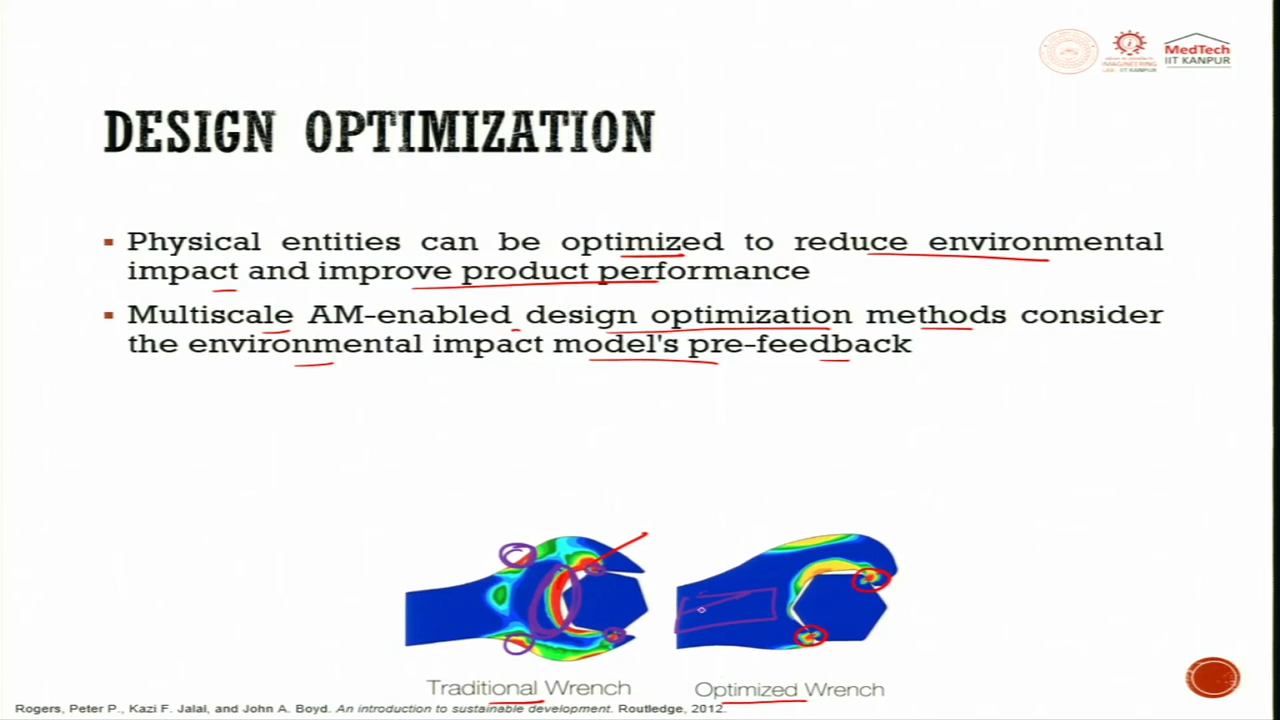 MedTech
IIT KANPUR
DESIGN OPTIMIZATION
Physical entities can be optimized to reduce environmental
impact and improve product performance
Multiscale AM-enabled design optimization methods consider
the environmental impact model's pre-feedback
Traditional Wrench
Optimized Wrench
Rogers, Peter P., Kazi F. Jalal, and John A. Boyd. An introduction to sustainable development. Routledge, 2012.